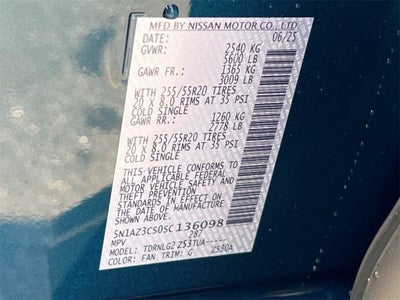 MFD BY NISSAN MOTOR CO., LTD
DATE: 06/25
GVWR: 2540 KG
5600 LB
GAWR FR.: 1365 KG
3009 LB
WITH 255/55R20 TIRES
20 X 8.0 RIMS AT 35 PSI
COLD SINGLE
GAWR RR.: 1260 KG
2778 LB
WITH 255/55R20 TIRES
20 X 8.0 RIMS AT 35 PSI
COLD SINGLE
THIS VEHICLE CONFORMS TO
ALL APPLICABLE FEDERAL
MOTOR VEHICLE SAFETY AND
THEFT PREVENTION
STANDARDS IN EFFECT ON
THE DATE OF MANUFACTURE
SHOWN ABOVE.
5N1AZ3CS0SC136098
MPV 287
MODEL: TDRNLGZ ZS3TUA
COLOR: FAN TRIM: G ZS30A